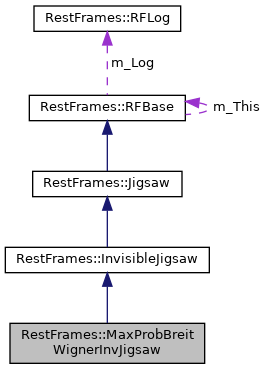 RestFrames::RFLog
m_Log
RestFrames::RFBase
m_This
RestFrames::Jigsaw
RestFrames::InvisibleJigsaw
RestFrames::MaxProbBreit
WignerInvJigsaw